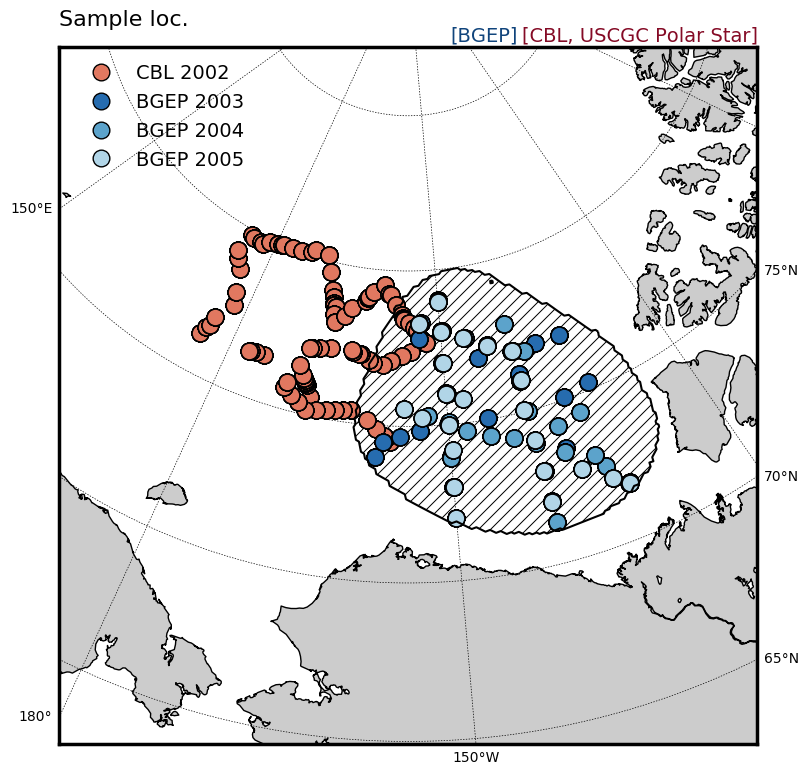 Sample loc.
[BGEP] [CBL, USCGC Polar Star]
CBL 2002
BGEP 2003
BGEP 2004
BGEP 2005
150°E
75°N
70°N
65°N
180°
150°W